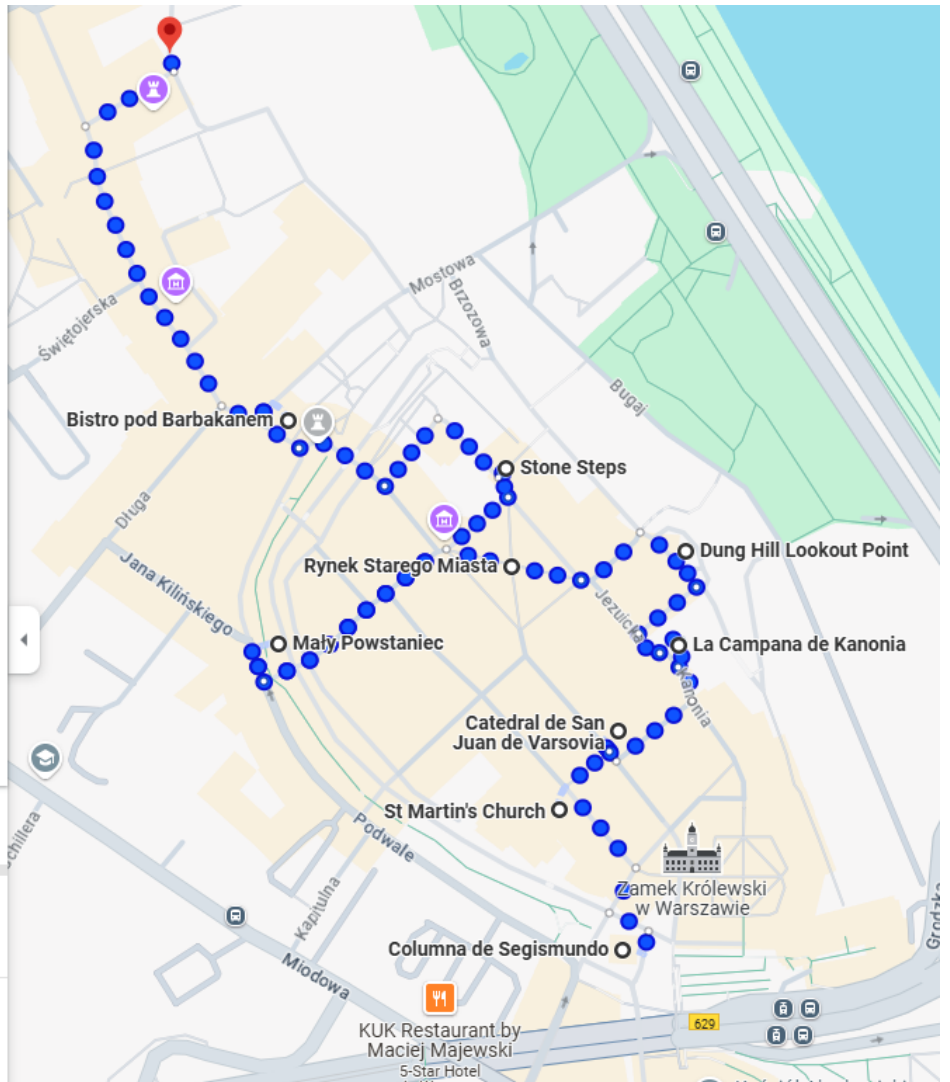 Mostowa
Brzozowa
Świętojerska
Bugaj
Bistro pod Barbakanem
Stone Steps
Długa
Dung Hill Lookout Point
Rynek Starego Miasta
Jana Kilińskiego
Jezuicka
Mały Powstaniec
La Campana de Kanonia
Kanonia
Catedral de San
Juan de Varsovia
St Martin's Church
Podwale
Schillera
Zamek Królewski
w Warszawie
Kapitulna
Grodzka
Columna de Segismundo
Miodowa
629
KUK Restaurant by
Maciej Majewski
5-Star Hotel